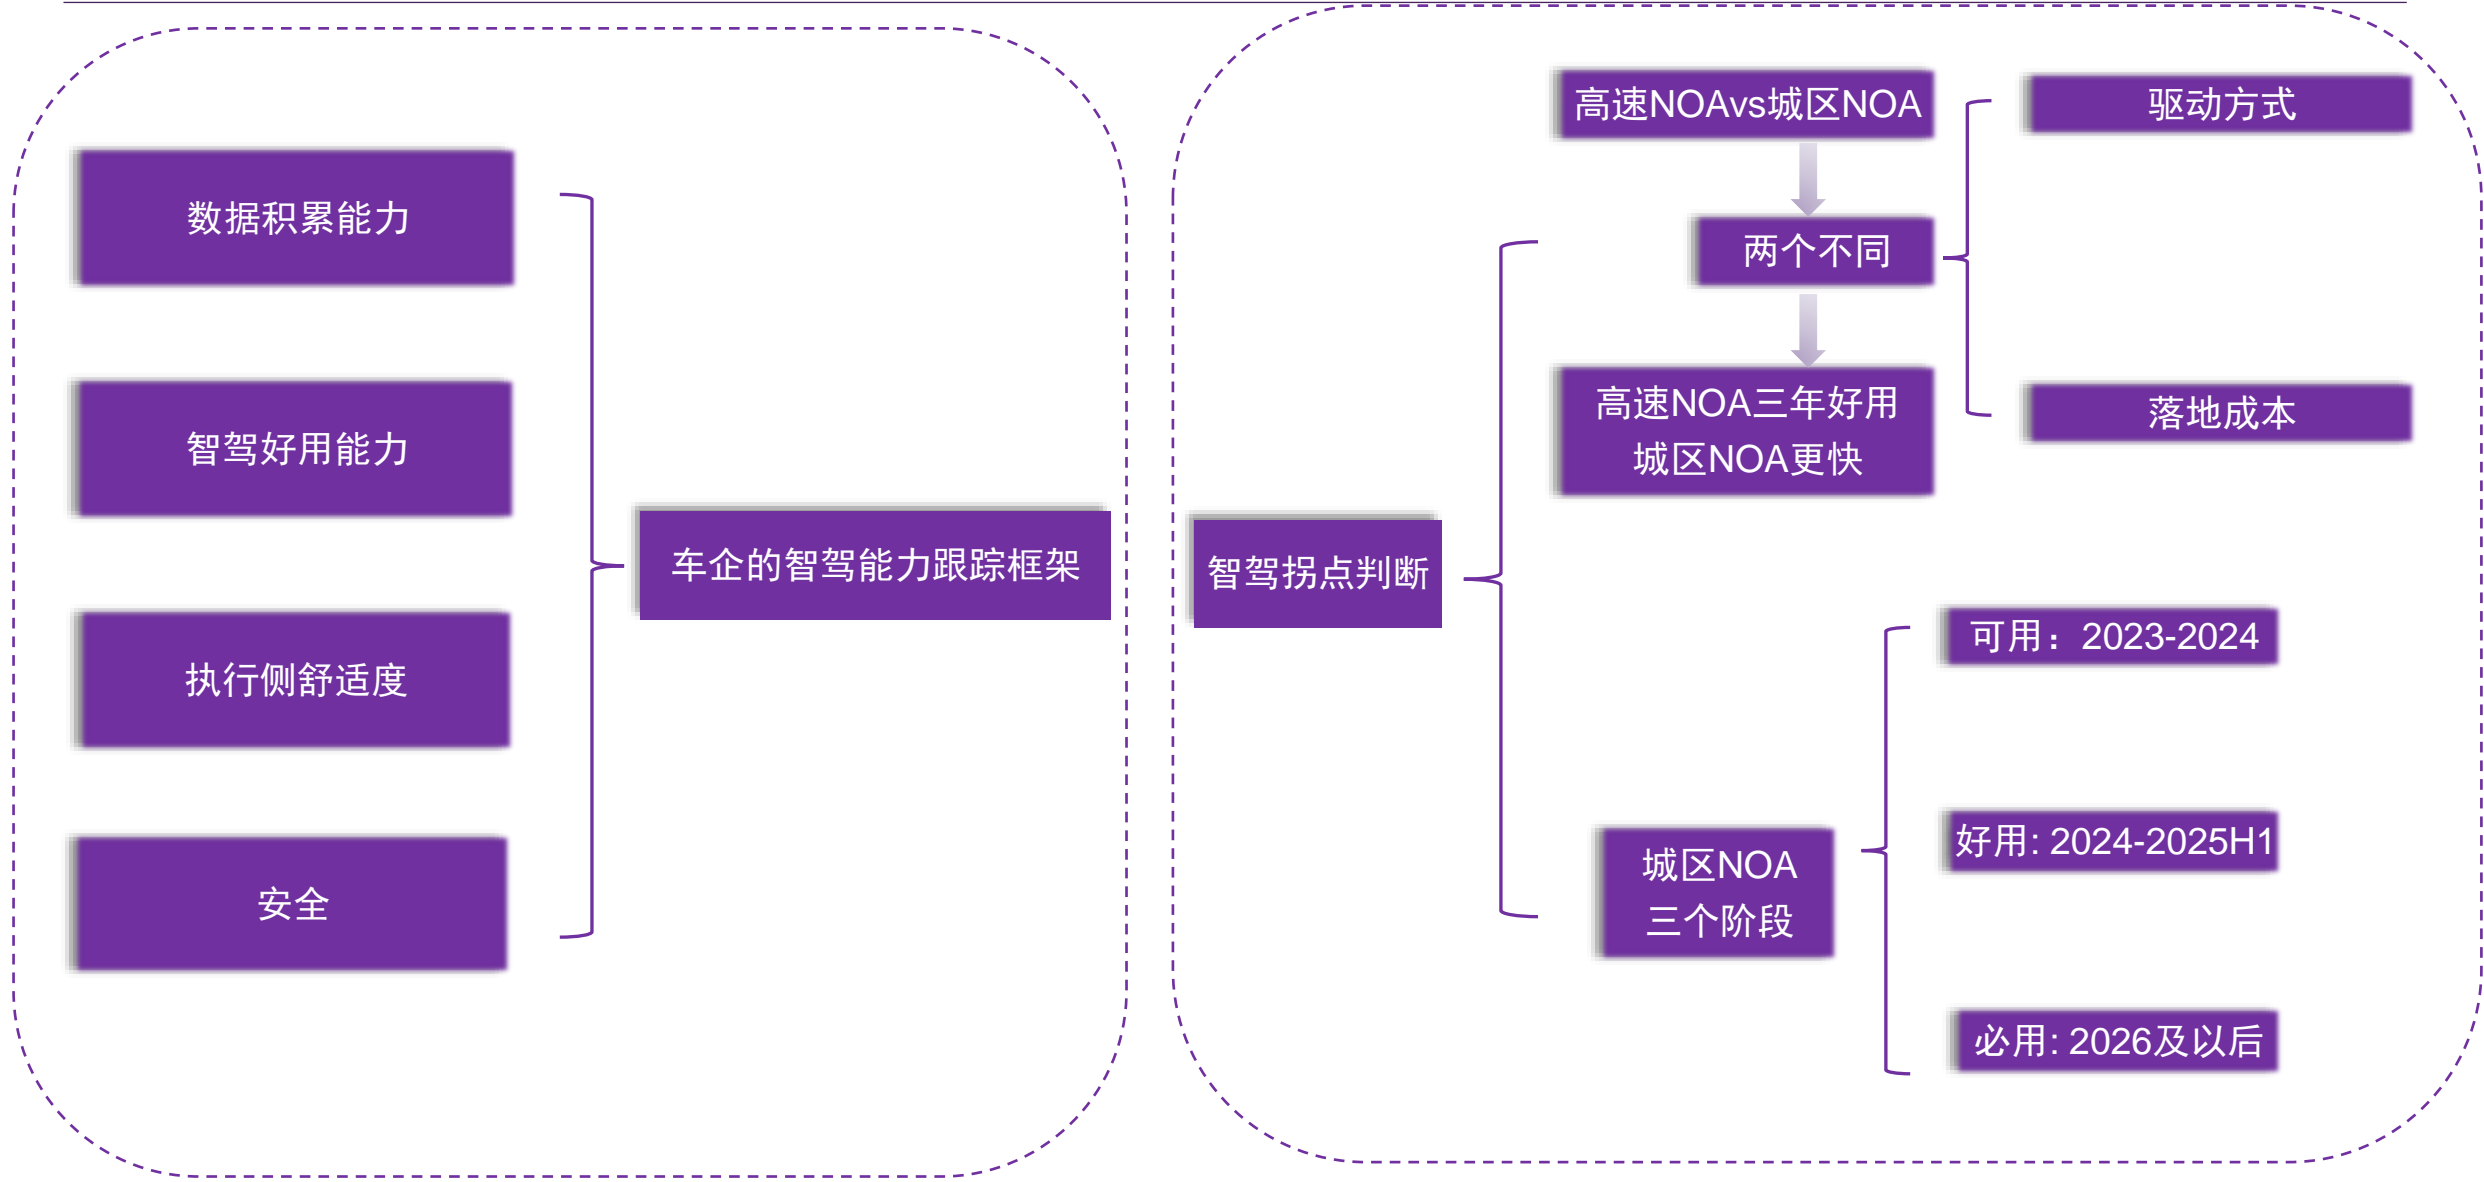 数据积累能力
智驾好用能力
执行侧舒适度
安全
车企的智驾能力跟踪框架
智驾拐点判断
高速NOAvs城区NOA
两个不同
驱动方式
落地成本
高速NOA三年好用
城区NOA更快
城区NOA
三个阶段
可用：2023-2024
好用: 2024-2025H1
必用: 2026及以后